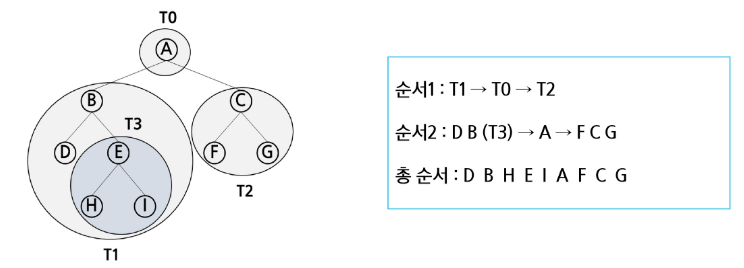 T0
A
B
C
T3
D
E
F
G
H
I
T2
T1
순서1 : T1 → T0 → T2
순서2 : D B (T3) → A → F C G
총 순서 : D B H E I A F C G